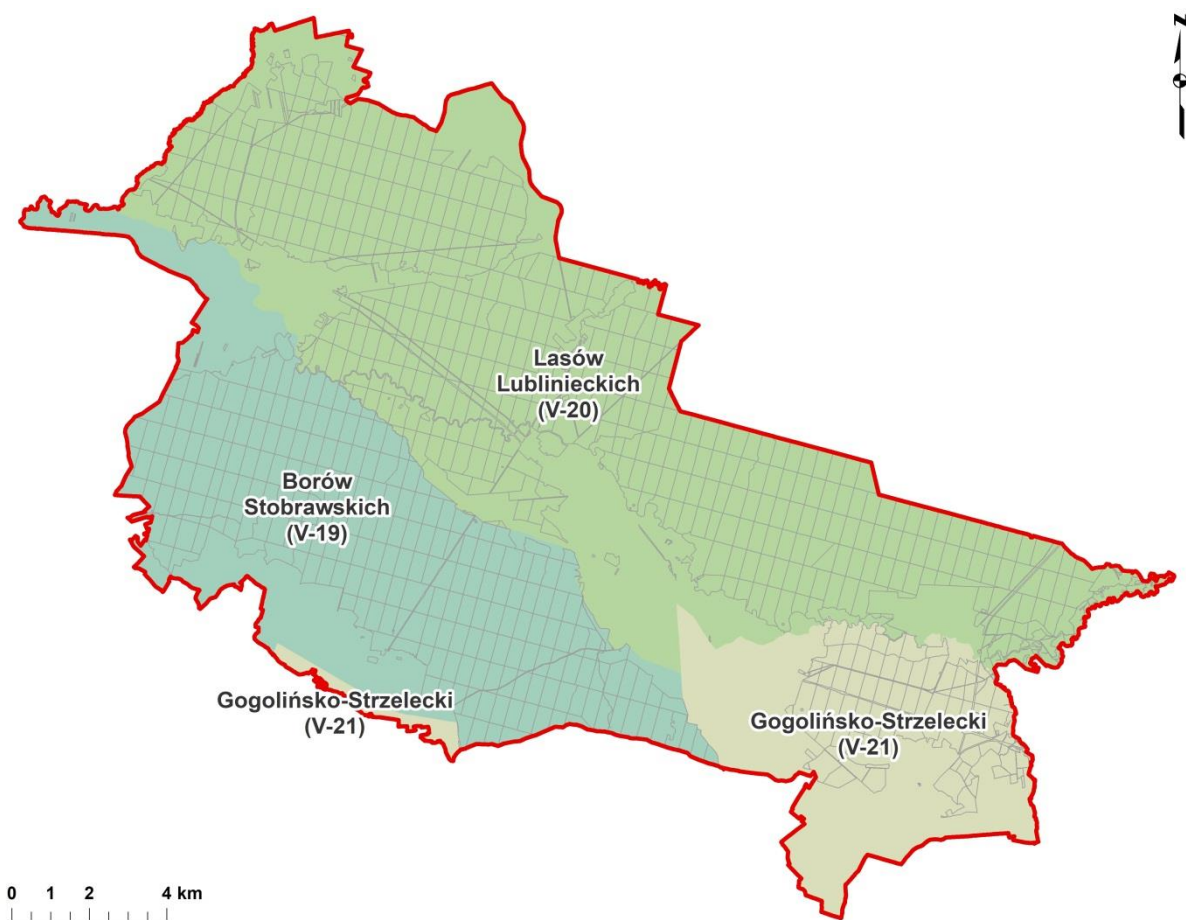 N
Lasów
Lublinieckich
(V-20)
Borów
Stobrawskich
(V-19)
Gogolińsko-Strzelecki
(V-21)
Gogolińsko-Strzelecki
(V-21)
0 1 2 4 km